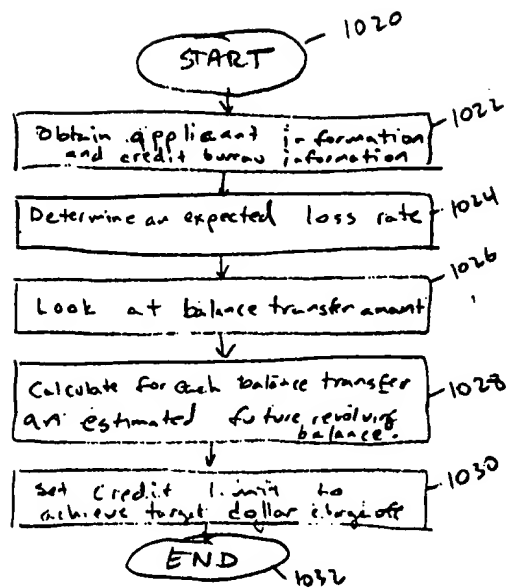 1020
START
1022
Obtain applicant information
and credit bureau information
1024
Determine an expected loss rate
1026
Look at balance transfer amount
Calculate for each balance transfer
1028
an estimated future revolving
balance.
1030
Set credit limit to
achieve target dollar chargeoff
END
1032